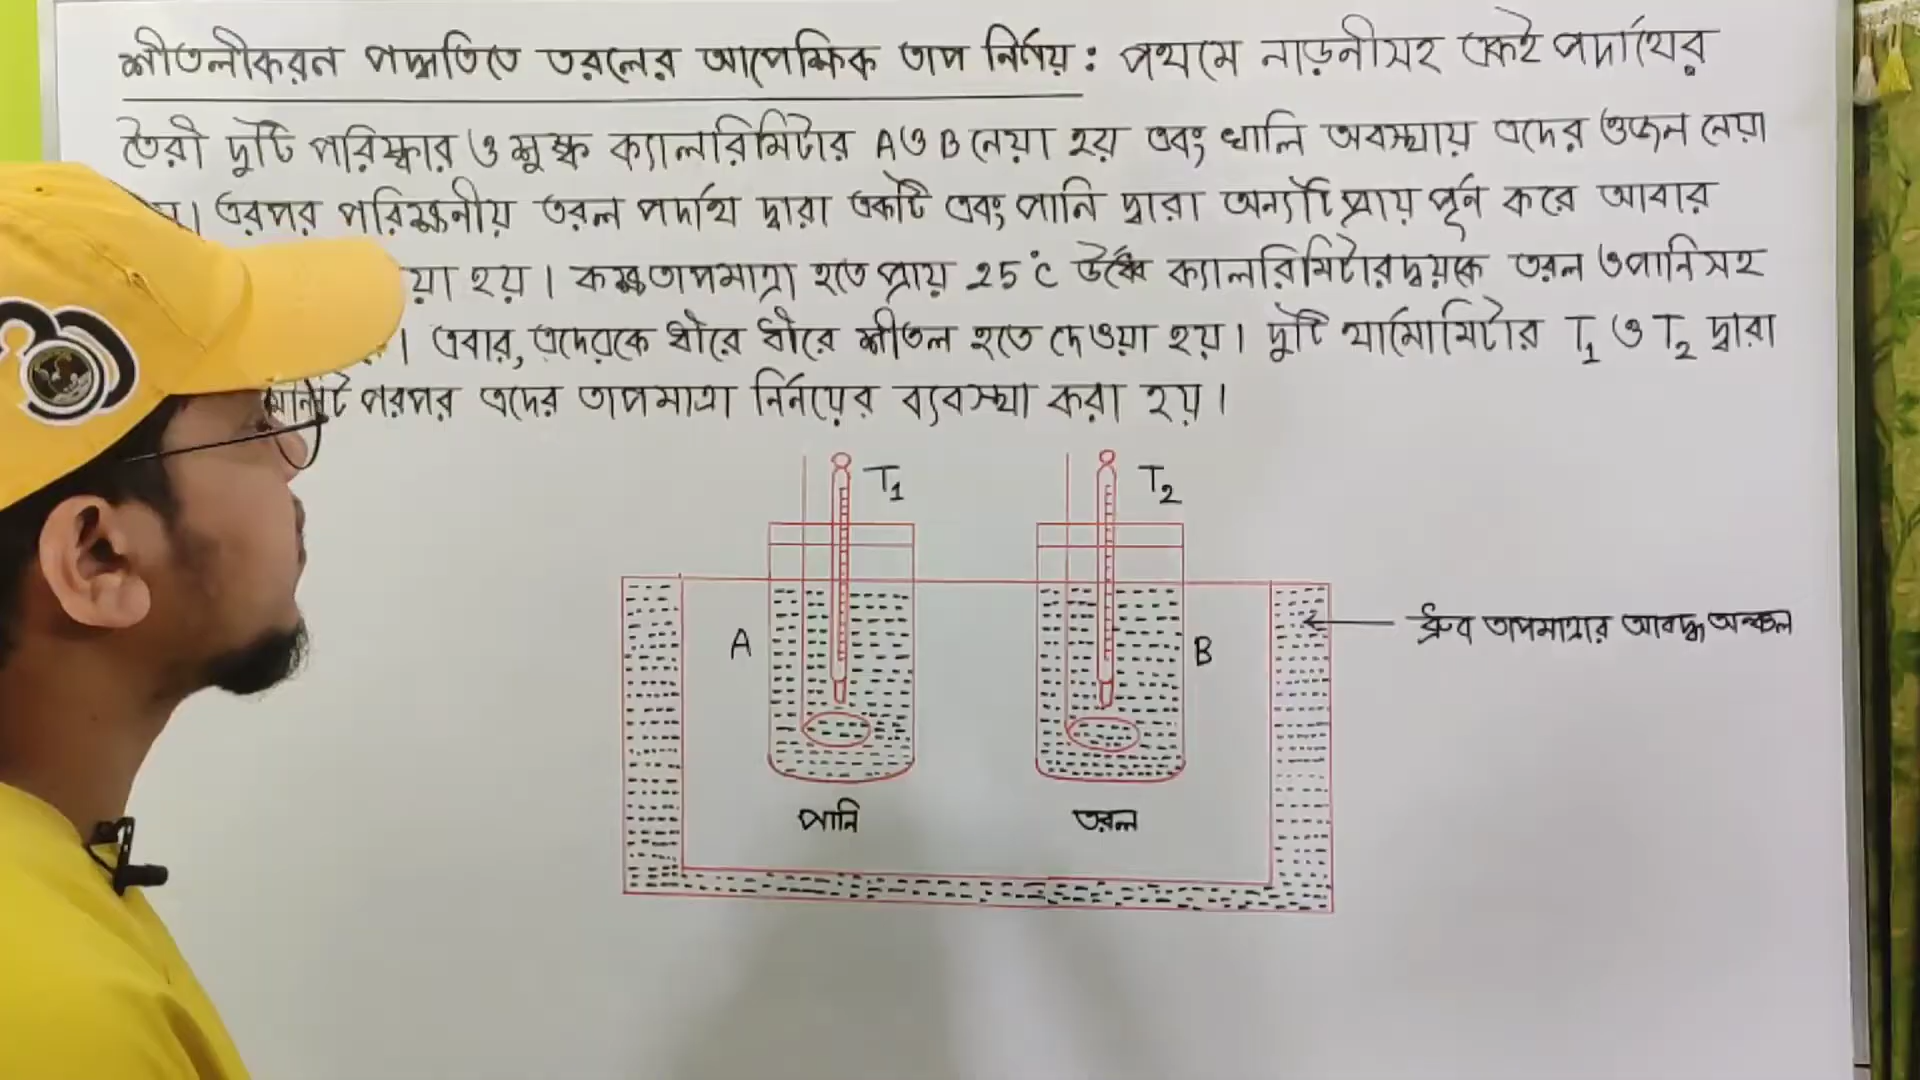 শীতলীকরন পদ্ধতিতে তরলের আপেক্ষিক তাপ নির্ণয়: প্রথমে নাড়নীসহ একই পদার্থের
তৈরী দুটি পরিষ্কার ও শুষ্ক ক্যালরিমিটার A ও B নেয়া হয় এবং খালি অবস্থায় এদের ওজন নেয়া
। এরপর পরিক্ষনীয় তরল পদার্থ দ্বারা একটি এবং পানি দ্বারা অন্যটি প্রায় পূর্ন করে আবার
য়া হয়। কক্ষতাপমাত্রা হতে প্রায় 25°C উর্ধ্বে ক্যালরিমিটারদ্বয়কে তরল ও পানিসহ
। এবার, এদেরকে ধীরে ধীরে শীতল হতে দেওয়া হয়। দুটি থার্মোমিটার T1 ও T2 দ্বারা
পরপর এদের তাপমাত্রা নির্নয়ের ব্যবস্থা করা হয়।
T1
T2
A
B
ধ্রুব তাপমাত্রার আবদ্ধ অঞ্চল
পানি
তরল